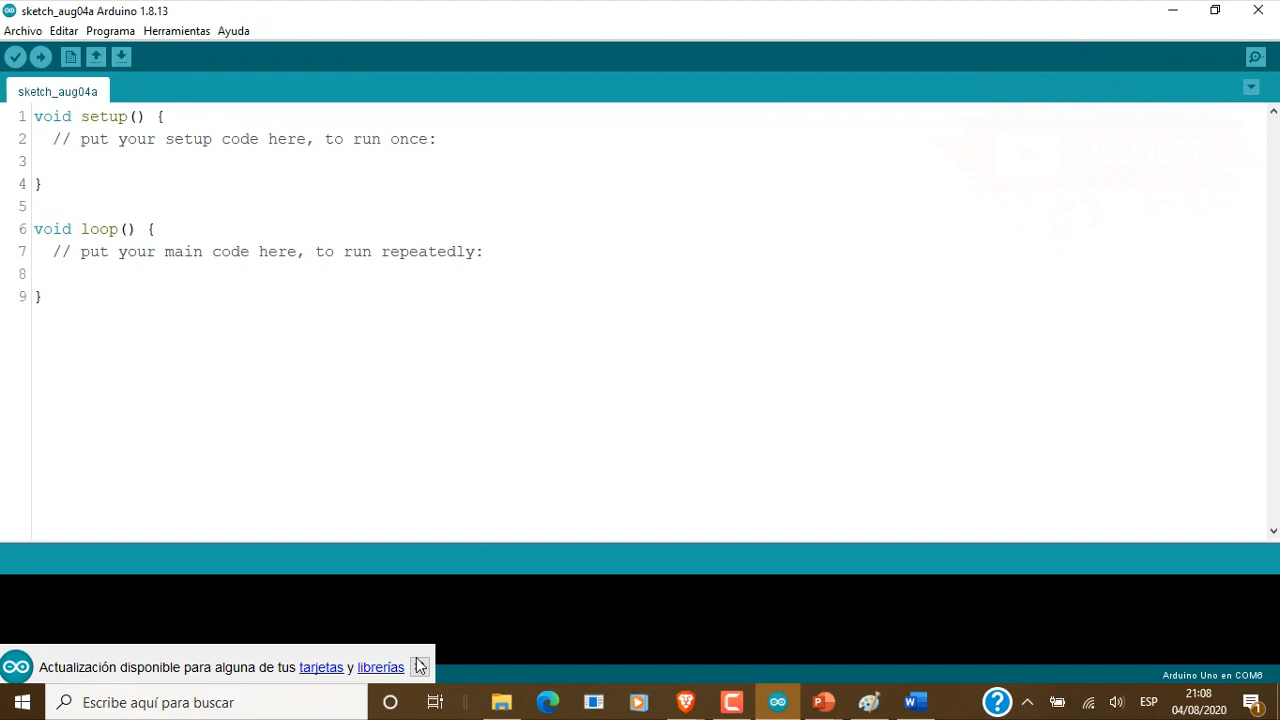 sketch_aug04a Arduino 1.8.13
Archivo Editar Programa Herramientas Ayuda
sketch_aug04a
1 void setup() {
2 // put your setup code here, to run once:
3
4 }
5
6 void loop() {
7 // put your main code here, to run repeatedly:
8
9 }
SUSCRIBETE
Actualización disponible para alguna de tus tarjetas y librerías
Arduino Uno en COM6
Escribe aquí para buscar
ESP
21:08
04/08/2020
1